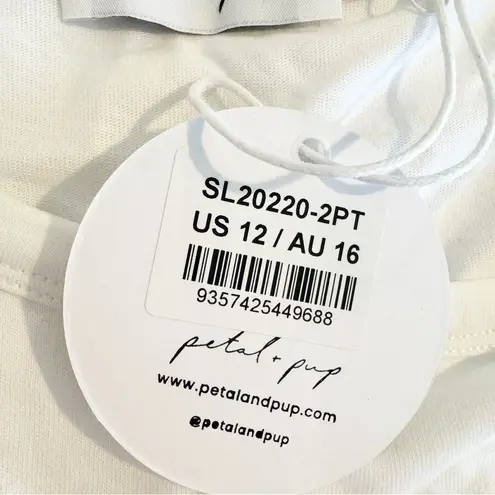 SL20220-2PT
US 12 / AU 16
9357425449688
petal + pup
www.petalandpup.com
@petalandpup